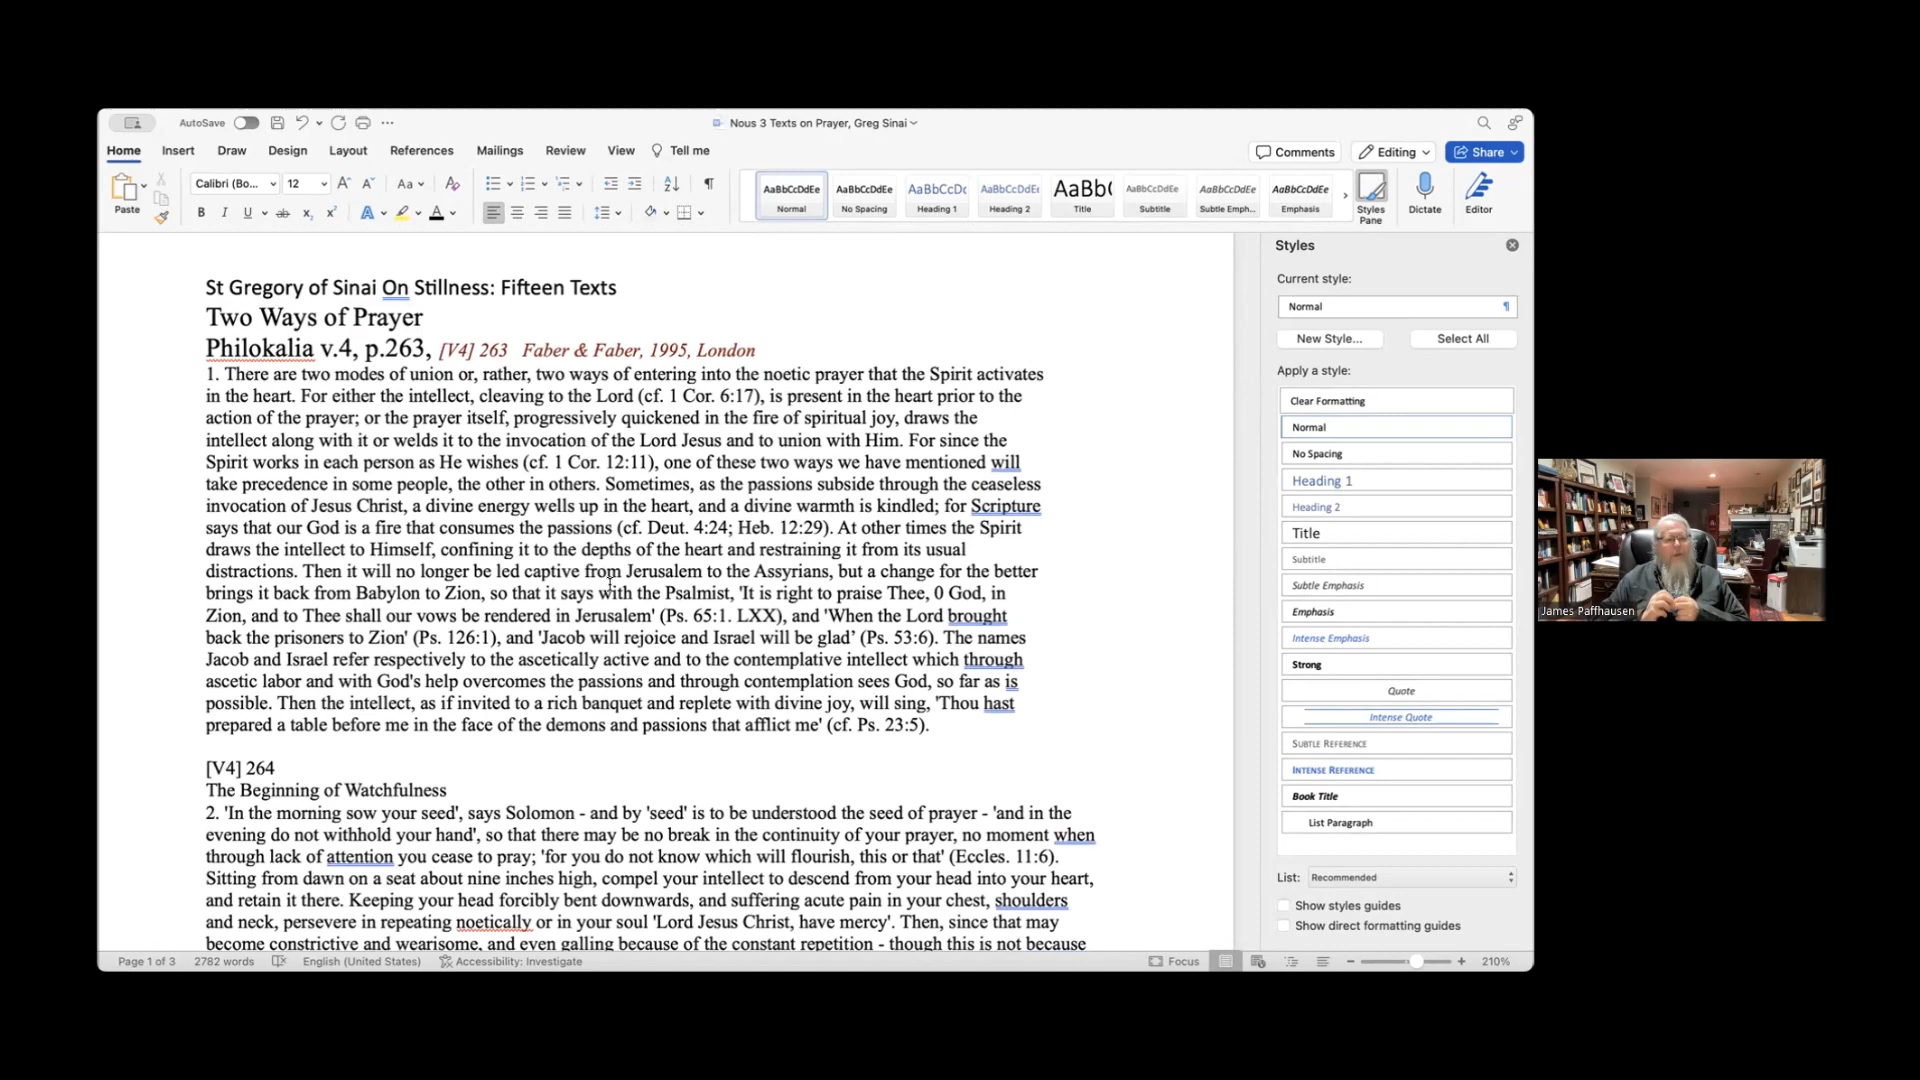 AutoSave
Nous 3 Texts on Prayer, Greg Sinai
Home Insert Draw Design Layout References Mailings Review View Tell me
Comments Editing Share
Paste
Calibri (Bo... 12
AaBbCcDdEe AaBbCcDdEe AaBbCcDc AaBbCcDdEe AaBb( AaBbCcDdEe AaBbCcDdEe AaBbCcDdEe
Normal No Spacing Heading 1 Heading 2 Title Subtitle Subtle Emph... Emphasis
Styles Pane
Dictate
Editor
St Gregory of Sinai On Stillness: Fifteen Texts
Two Ways of Prayer
Philokalia v.4, p.263, [V4] 263 Faber & Faber, 1995, London
1. There are two modes of union or, rather, two ways of entering into the noetic prayer that the Spirit activates
in the heart. For either the intellect, cleaving to the Lord (cf. 1 Cor. 6:17), is present in the heart prior to the
action of the prayer; or the prayer itself, progressively quickened in the fire of spiritual joy, draws the
intellect along with it or welds it to the invocation of the Lord Jesus and to union with Him. For since the
Spirit works in each person as He wishes (cf. 1 Cor. 12:11), one of these two ways we have mentioned will
take precedence in some people, the other in others. Sometimes, as the passions subside through the ceaseless
invocation of Jesus Christ, a divine energy wells up in the heart, and a divine warmth is kindled; for Scripture
says that our God is a fire that consumes the passions (cf. Deut. 4:24; Heb. 12:29). At other times the Spirit
draws the intellect to Himself, confining it to the depths of the heart and restraining it from its usual
distractions. Then it will no longer be led captive from Jerusalem to the Assyrians, but a change for the better
brings it back from Babylon to Zion, so that it says with the Psalmist, 'It is right to praise Thee, 0 God, in
Zion, and to Thee shall our vows be rendered in Jerusalem' (Ps. 65:1. LXX), and 'When the Lord brought
back the prisoners to Zion' (Ps. 126:1), and 'Jacob will rejoice and Israel will be glad’ (Ps. 53:6). The names
Jacob and Israel refer respectively to the ascetically active and to the contemplative intellect which through
ascetic labor and with God's help overcomes the passions and through contemplation sees God, so far as is
possible. Then the intellect, as if invited to a rich banquet and replete with divine joy, will sing, 'Thou hast
prepared a table before me in the face of the demons and passions that afflict me' (cf. Ps. 23:5).
[V4] 264
The Beginning of Watchfulness
2. 'In the morning sow your seed', says Solomon - and by 'seed' is to be understood the seed of prayer - 'and in the
evening do not withhold your hand', so that there may be no break in the continuity of your prayer, no moment when
through lack of attention you cease to pray; 'for you do not know which will flourish, this or that' (Eccles. 11:6).
Sitting from dawn on a seat about nine inches high, compel your intellect to descend from your head into your heart,
and retain it there. Keeping your head forcibly bent downwards, and suffering acute pain in your chest, shoulders
and neck, persevere in repeating noetically or in your soul 'Lord Jesus Christ, have mercy'. Then, since that may
become constrictive and wearisome, and even galling because of the constant repetition - though this is not because
Styles
Current style:
Normal
New Style... Select All
Apply a style:
Clear Formatting
Normal
No Spacing
Heading 1
Heading 2
Title
Subtitle
Subtle Emphasis
Emphasis
Intense Emphasis
Strong
Quote
Intense Quote
Subtle Reference
Intense Reference
Book Title
List Paragraph
List: Recommended
Show styles guides
Show direct formatting guides
James Paffhausen
Page 1 of 3 2782 words English (United States) Accessibility: Investigate Focus 210%